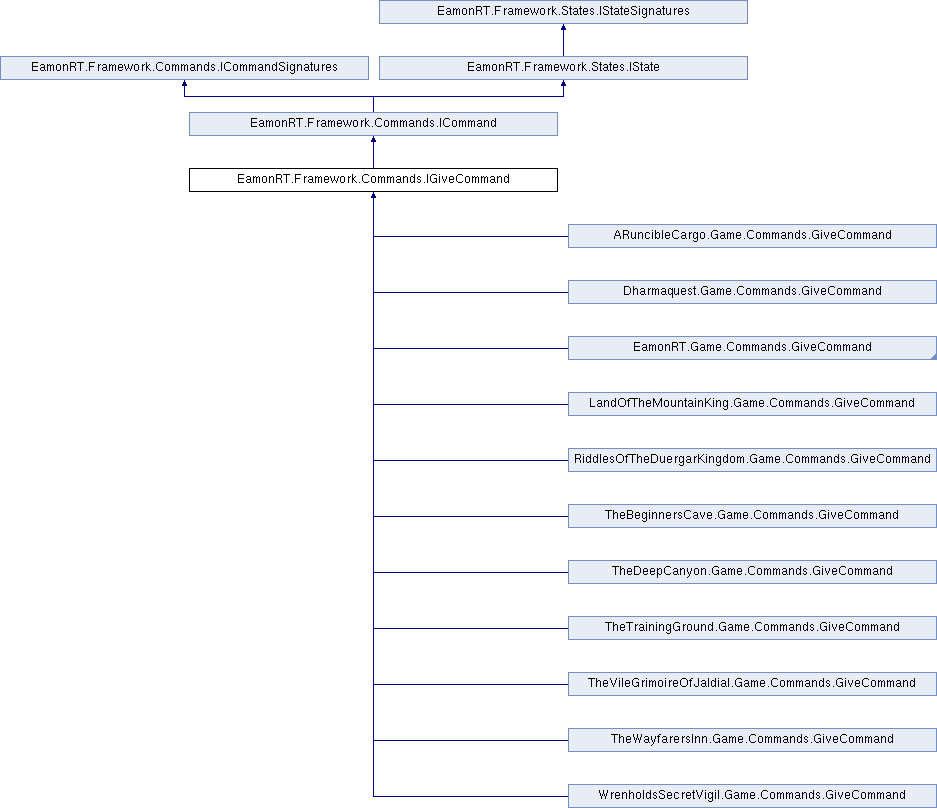 EamonRT.Framework.States.IStateSignatures
EamonRT.Framework.Commands.ICommandSignatures
EamonRT.Framework.States.IState
EamonRT.Framework.Commands.ICommand
EamonRT.Framework.Commands.IGiveCommand
ARuncibleCargo.Game.Commands.GiveCommand
Dharmaquest.Game.Commands.GiveCommand
EamonRT.Game.Commands.GiveCommand
LandOfTheMountainKing.Game.Commands.GiveCommand
RiddlesOfTheDuergarKingdom.Game.Commands.GiveCommand
TheBeginnersCave.Game.Commands.GiveCommand
TheDeepCanyon.Game.Commands.GiveCommand
TheTrainingGround.Game.Commands.GiveCommand
TheVileGrimoireOfJaldial.Game.Commands.GiveCommand
TheWayfarersInn.Game.Commands.GiveCommand
WrenholdsSecretVigil.Game.Commands.GiveCommand